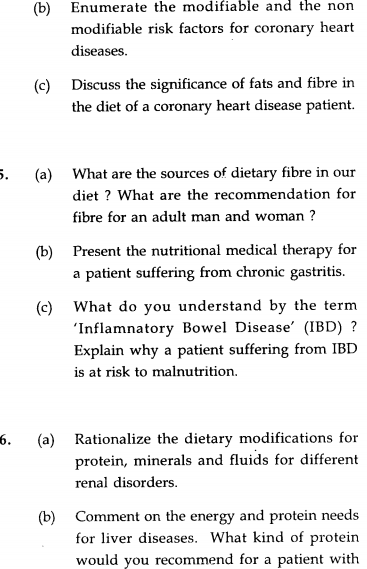 (b) Enumerate the modifiable and the non
modifiable risk factors for coronary heart
diseases.
(c) Discuss the significance of fats and fibre in
the diet of a coronary heart disease patient.
5. (a) What are the sources of dietary fibre in our
diet ? What are the recommendation for
fibre for an adult man and woman ?
(b) Present the nutritional medical therapy for
a patient suffering from chronic gastritis.
(c) What do you understand by the term
'Inflamnatory Bowel Disease' (IBD) ?
Explain why a patient suffering from IBD
is at risk to malnutrition.
6. (a) Rationalize the dietary modifications for
protein, minerals and fluids for different
renal disorders.
(b) Comment on the energy and protein needs
for liver diseases. What kind of protein
would you recommend for a patient with